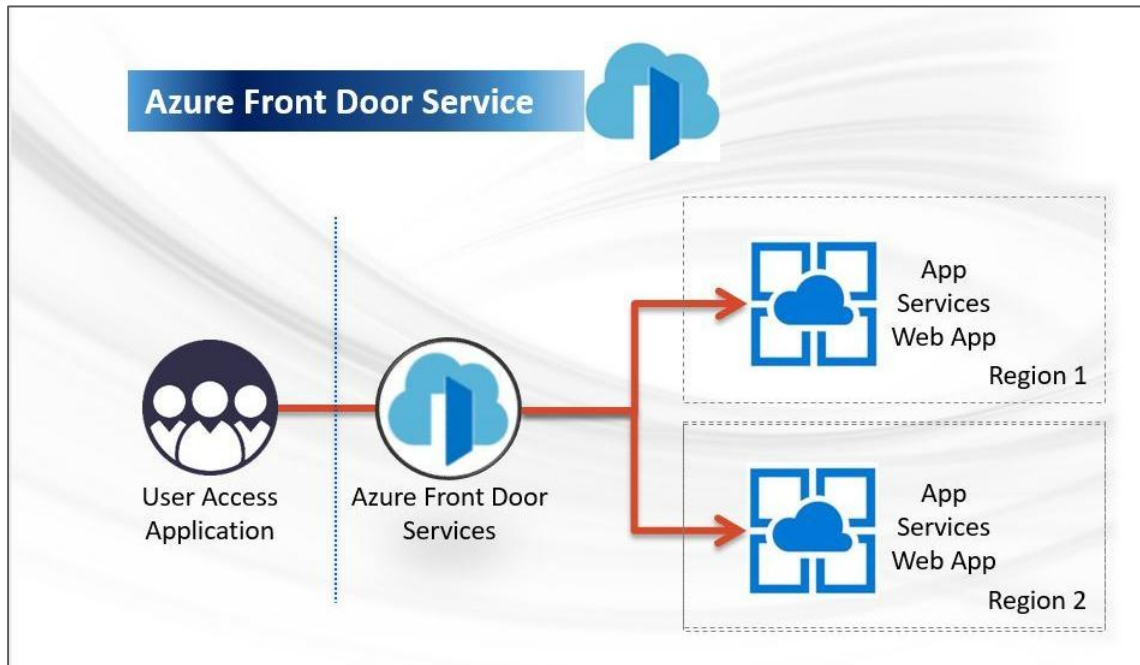 Azure Front Door Service
User Access
Application
Azure Front Door
Services
App
Services
Web App
Region 1
App
Services
Web App
Region 2